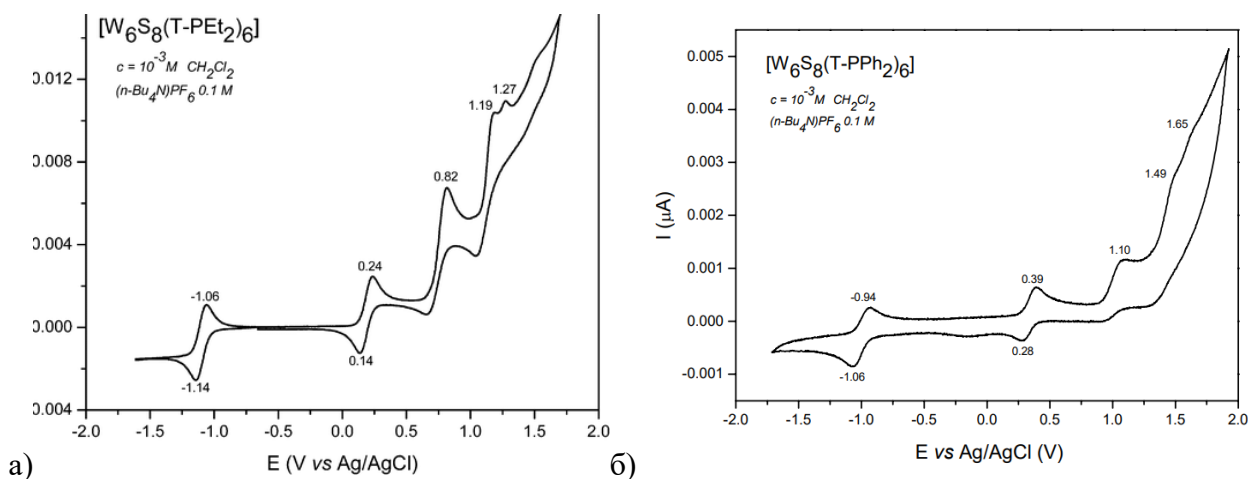 [W6S8(T-PEt2)6]
c = 10-3M CH2Cl2
(n-Bu4N)PF6 0.1 M
0.012
0.008
0.004
0.000
0.004
-1.06
-1.14
0.24
0.14
0.82
1.19
1.27
-2.0 -1.5 -1.0 -0.5 0.0 0.5 1.0 1.5 2.0
E (V vs Ag/AgCl)
а)
[W6S8(T-PPh2)6]
c = 10-3M CH2Cl2
(n-Bu4N)PF6 0.1 M
I (μA)
0.005
0.004
0.003
0.002
0.001
0.000
-0.001
-0.94
-1.06
0.39
0.28
1.10
1.49
1.65
-2.0 -1.5 -1.0 -0.5 0.0 0.5 1.0 1.5 2.0
E vs Ag/AgCl (V)
б)